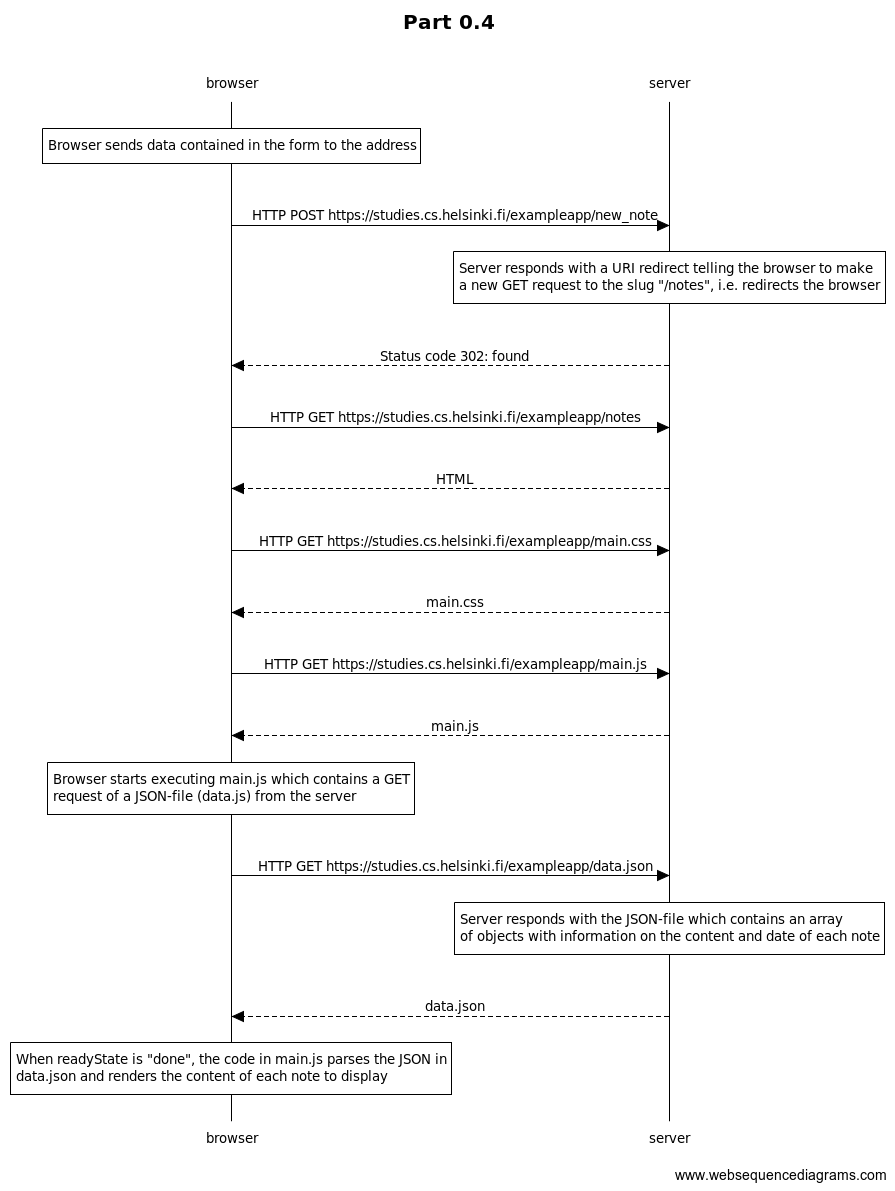 Part 0.4
browser
server
Browser sends data contained in the form to the address
HTTP POST https://studies.cs.helsinki.fi/exampleapp/new_note
Server responds with a URI redirect telling the browser to make
a new GET request to the slug "/notes", i.e. redirects the browser
Status code 302: found
HTTP GET https://studies.cs.helsinki.fi/exampleapp/notes
HTML
HTTP GET https://studies.cs.helsinki.fi/exampleapp/main.css
main.css
HTTP GET https://studies.cs.helsinki.fi/exampleapp/main.js
main.js
Browser starts executing main.js which contains a GET
request of a JSON-file (data.js) from the server
HTTP GET https://studies.cs.helsinki.fi/exampleapp/data.json
Server responds with the JSON-file which contains an array
of objects with information on the content and date of each note
data.json
When readyState is "done", the code in main.js parses the JSON in
data.json and renders the content of each note to display
browser
server
www.websequencediagrams.com